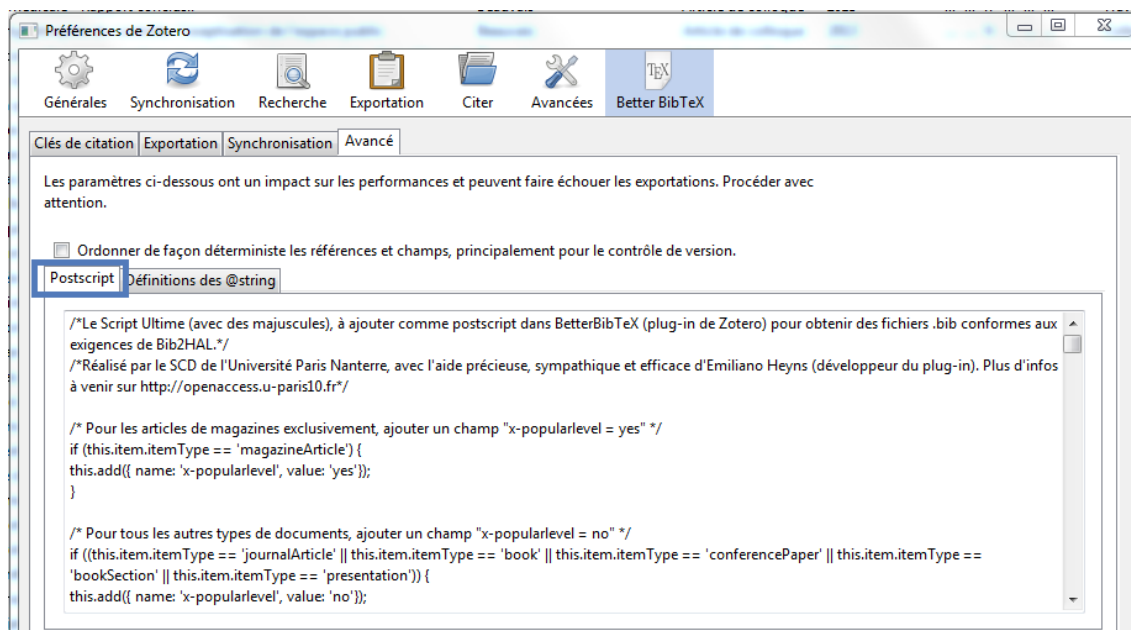 Préférences de Zotero
Générales Synchronisation Recherche Exportation Citer Avancées Better BibTeX
Clés de citation Exportation Synchronisation Avancé
Les paramètres ci-dessous ont un impact sur les performances et peuvent faire échouer les exportations. Procéder avec
attention.
Ordonner de façon déterministe les références et champs, principalement pour le contrôle de version.
Postscript Définitions des @string
/*Le Script Ultime (avec des majuscules), à ajouter comme postscript dans BetterBibTeX (plug-in de Zotero) pour obtenir des fichiers .bib conformes aux
exigences de Bib2HAL.*/
/*Réalisé par le SCD de l'Université Paris Nanterre, avec l'aide précieuse, sympathique et efficace d'Emiliano Heyns (développeur du plug-in). Plus d'infos
à venir sur http://openaccess.u-paris10.fr*/
/* Pour les articles de magazines exclusivement, ajouter un champ "x-popularlevel = yes" */
if (this.item.itemType == 'magazineArticle') {
this.add({ name: 'x-popularlevel', value: 'yes'});
}
/* Pour tous les autres types de documents, ajouter un champ "x-popularlevel = no" */
if ((this.item.itemType == 'journalArticle' || this.item.itemType == 'book' || this.item.itemType == 'conferencePaper' || this.item.itemType ==
'bookSection' || this.item.itemType == 'presentation')) {
this.add({ name: 'x-popularlevel', value: 'no'});